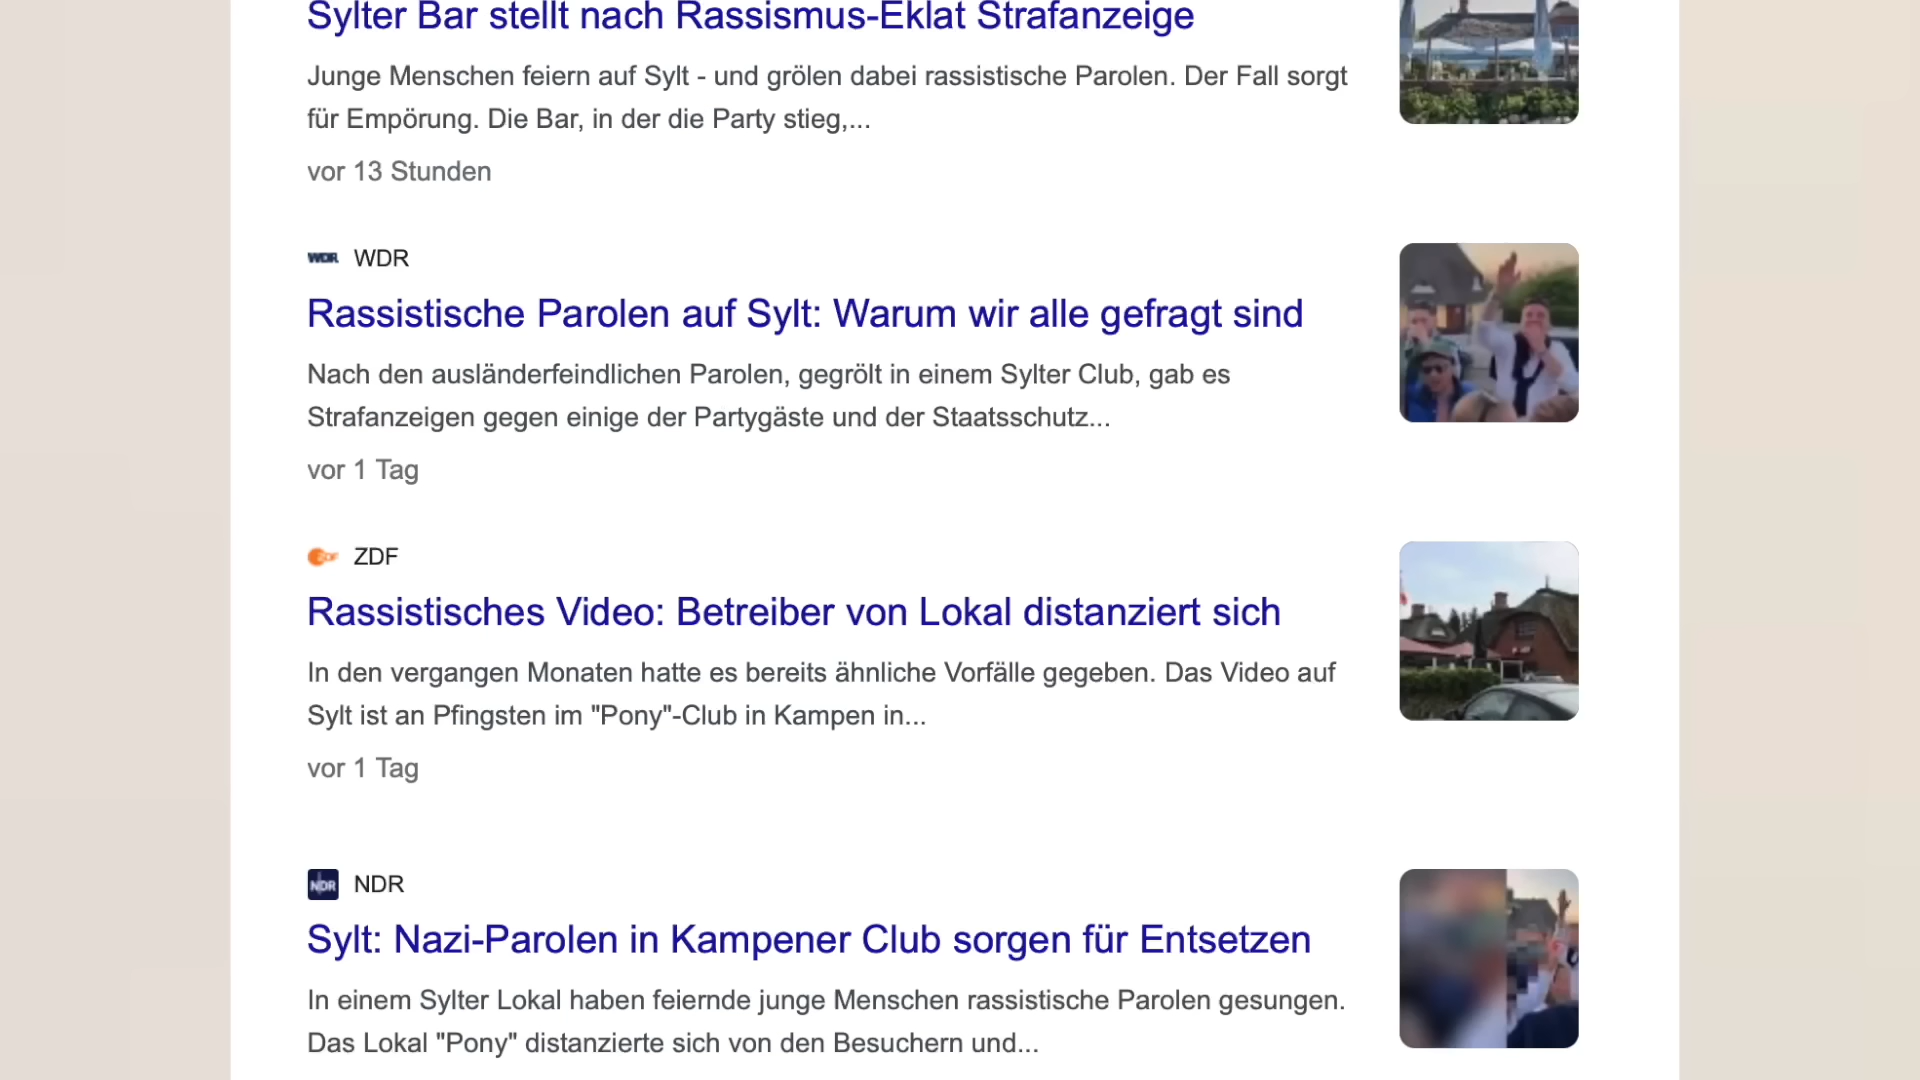 Sylter Bar stellt nach Rassismus-Eklat Strafanzeige
Junge Menschen feiern auf Sylt - und grölen dabei rassistische Parolen. Der Fall sorgt
für Empörung. Die Bar, in der die Party stieg,...
vor 13 Stunden
WDR WDR
Rassistische Parolen auf Sylt: Warum wir alle gefragt sind
Nach den ausländerfeindlichen Parolen, gegrölt in einem Sylter Club, gab es
Strafanzeigen gegen einige der Partygäste und der Staatsschutz...
vor 1 Tag
ZDF ZDF
Rassistisches Video: Betreiber von Lokal distanziert sich
In den vergangen Monaten hatte es bereits ähnliche Vorfälle gegeben. Das Video auf
Sylt ist an Pfingsten im "Pony"-Club in Kampen in...
vor 1 Tag
NDR NDR
Sylt: Nazi-Parolen in Kampener Club sorgen für Entsetzen
In einem Sylter Lokal haben feiernde junge Menschen rassistische Parolen gesungen.
Das Lokal "Pony" distanzierte sich von den Besuchern und...